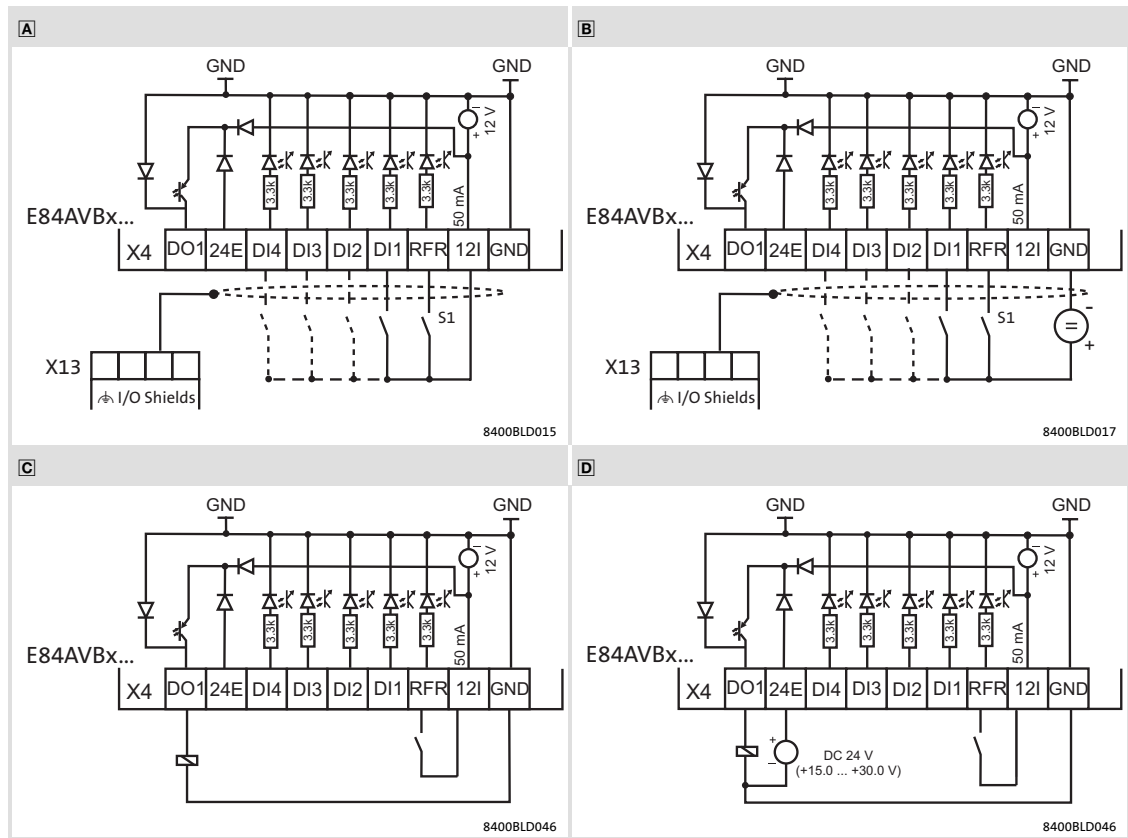 A
GND GND
– 12 V +
3.3k 3.3k 3.3k 3.3k 3.3k 50 mA
E84AVBx...
X4 DO1 24E DI4 DI3 DI2 DI1 RFR 12I GND
S1
X13
I/O Shields
8400BLD015
B
GND GND
– 12 V +
3.3k 3.3k 3.3k 3.3k 3.3k 50 mA
E84AVBx...
X4 DO1 24E DI4 DI3 DI2 DI1 RFR 12I GND
S1 - = +
X13
I/O Shields
8400BLD017
C
GND GND
– 12 V +
3.3k 3.3k 3.3k 3.3k 3.3k 50 mA
E84AVBx...
X4 DO1 24E DI4 DI3 DI2 DI1 RFR 12I GND
8400BLD046
D
GND GND
– 12 V +
3.3k 3.3k 3.3k 3.3k 3.3k 50 mA
E84AVBx...
X4 DO1 24E DI4 DI3 DI2 DI1 RFR 12I GND
+ – DC 24 V
(+15.0 ... +30.0 V)
8400BLD046